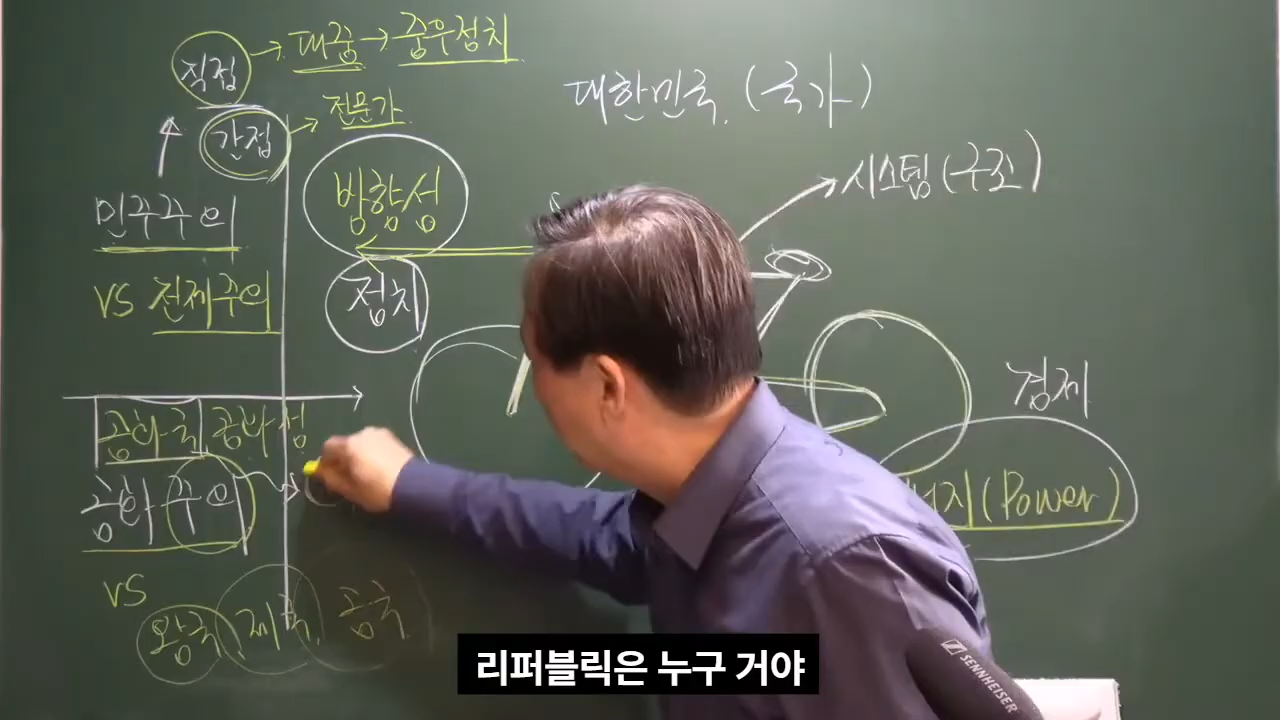 직접 → 대중 → 중우정치
간접 → 전문가
대한민국 (국가)
시스템(구조)
방향성
민주주의
vs 전제주의
정치
경제
공화국, 공화성
공화주의
너지(Power)
vs
왕국, 제국, 공국
리퍼블릭은 누구 거야
SENNHEISER